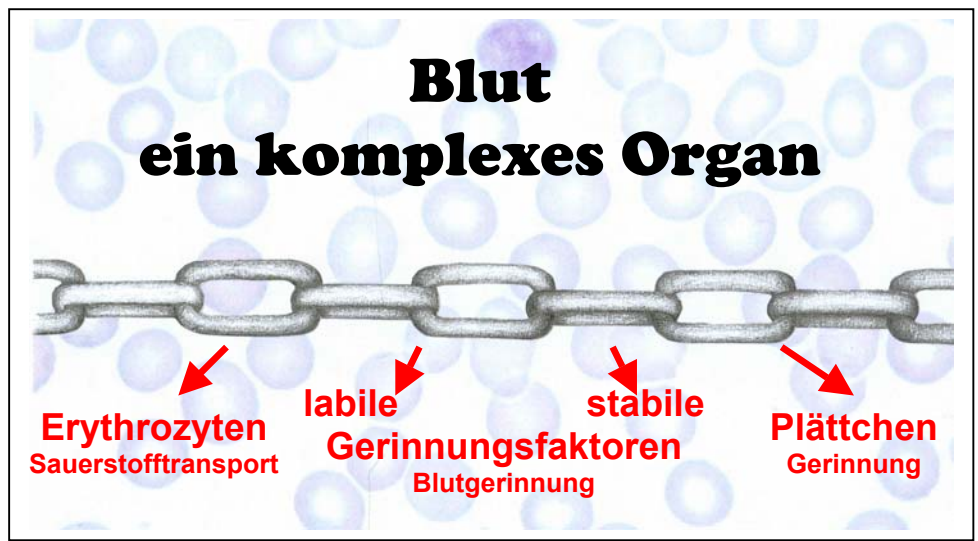 Blut
ein komplexes Organ
Erythrozyten
Sauerstofftransport
labile stabile
Gerinnungsfaktoren
Blutgerinnung
Plättchen
Gerinnung